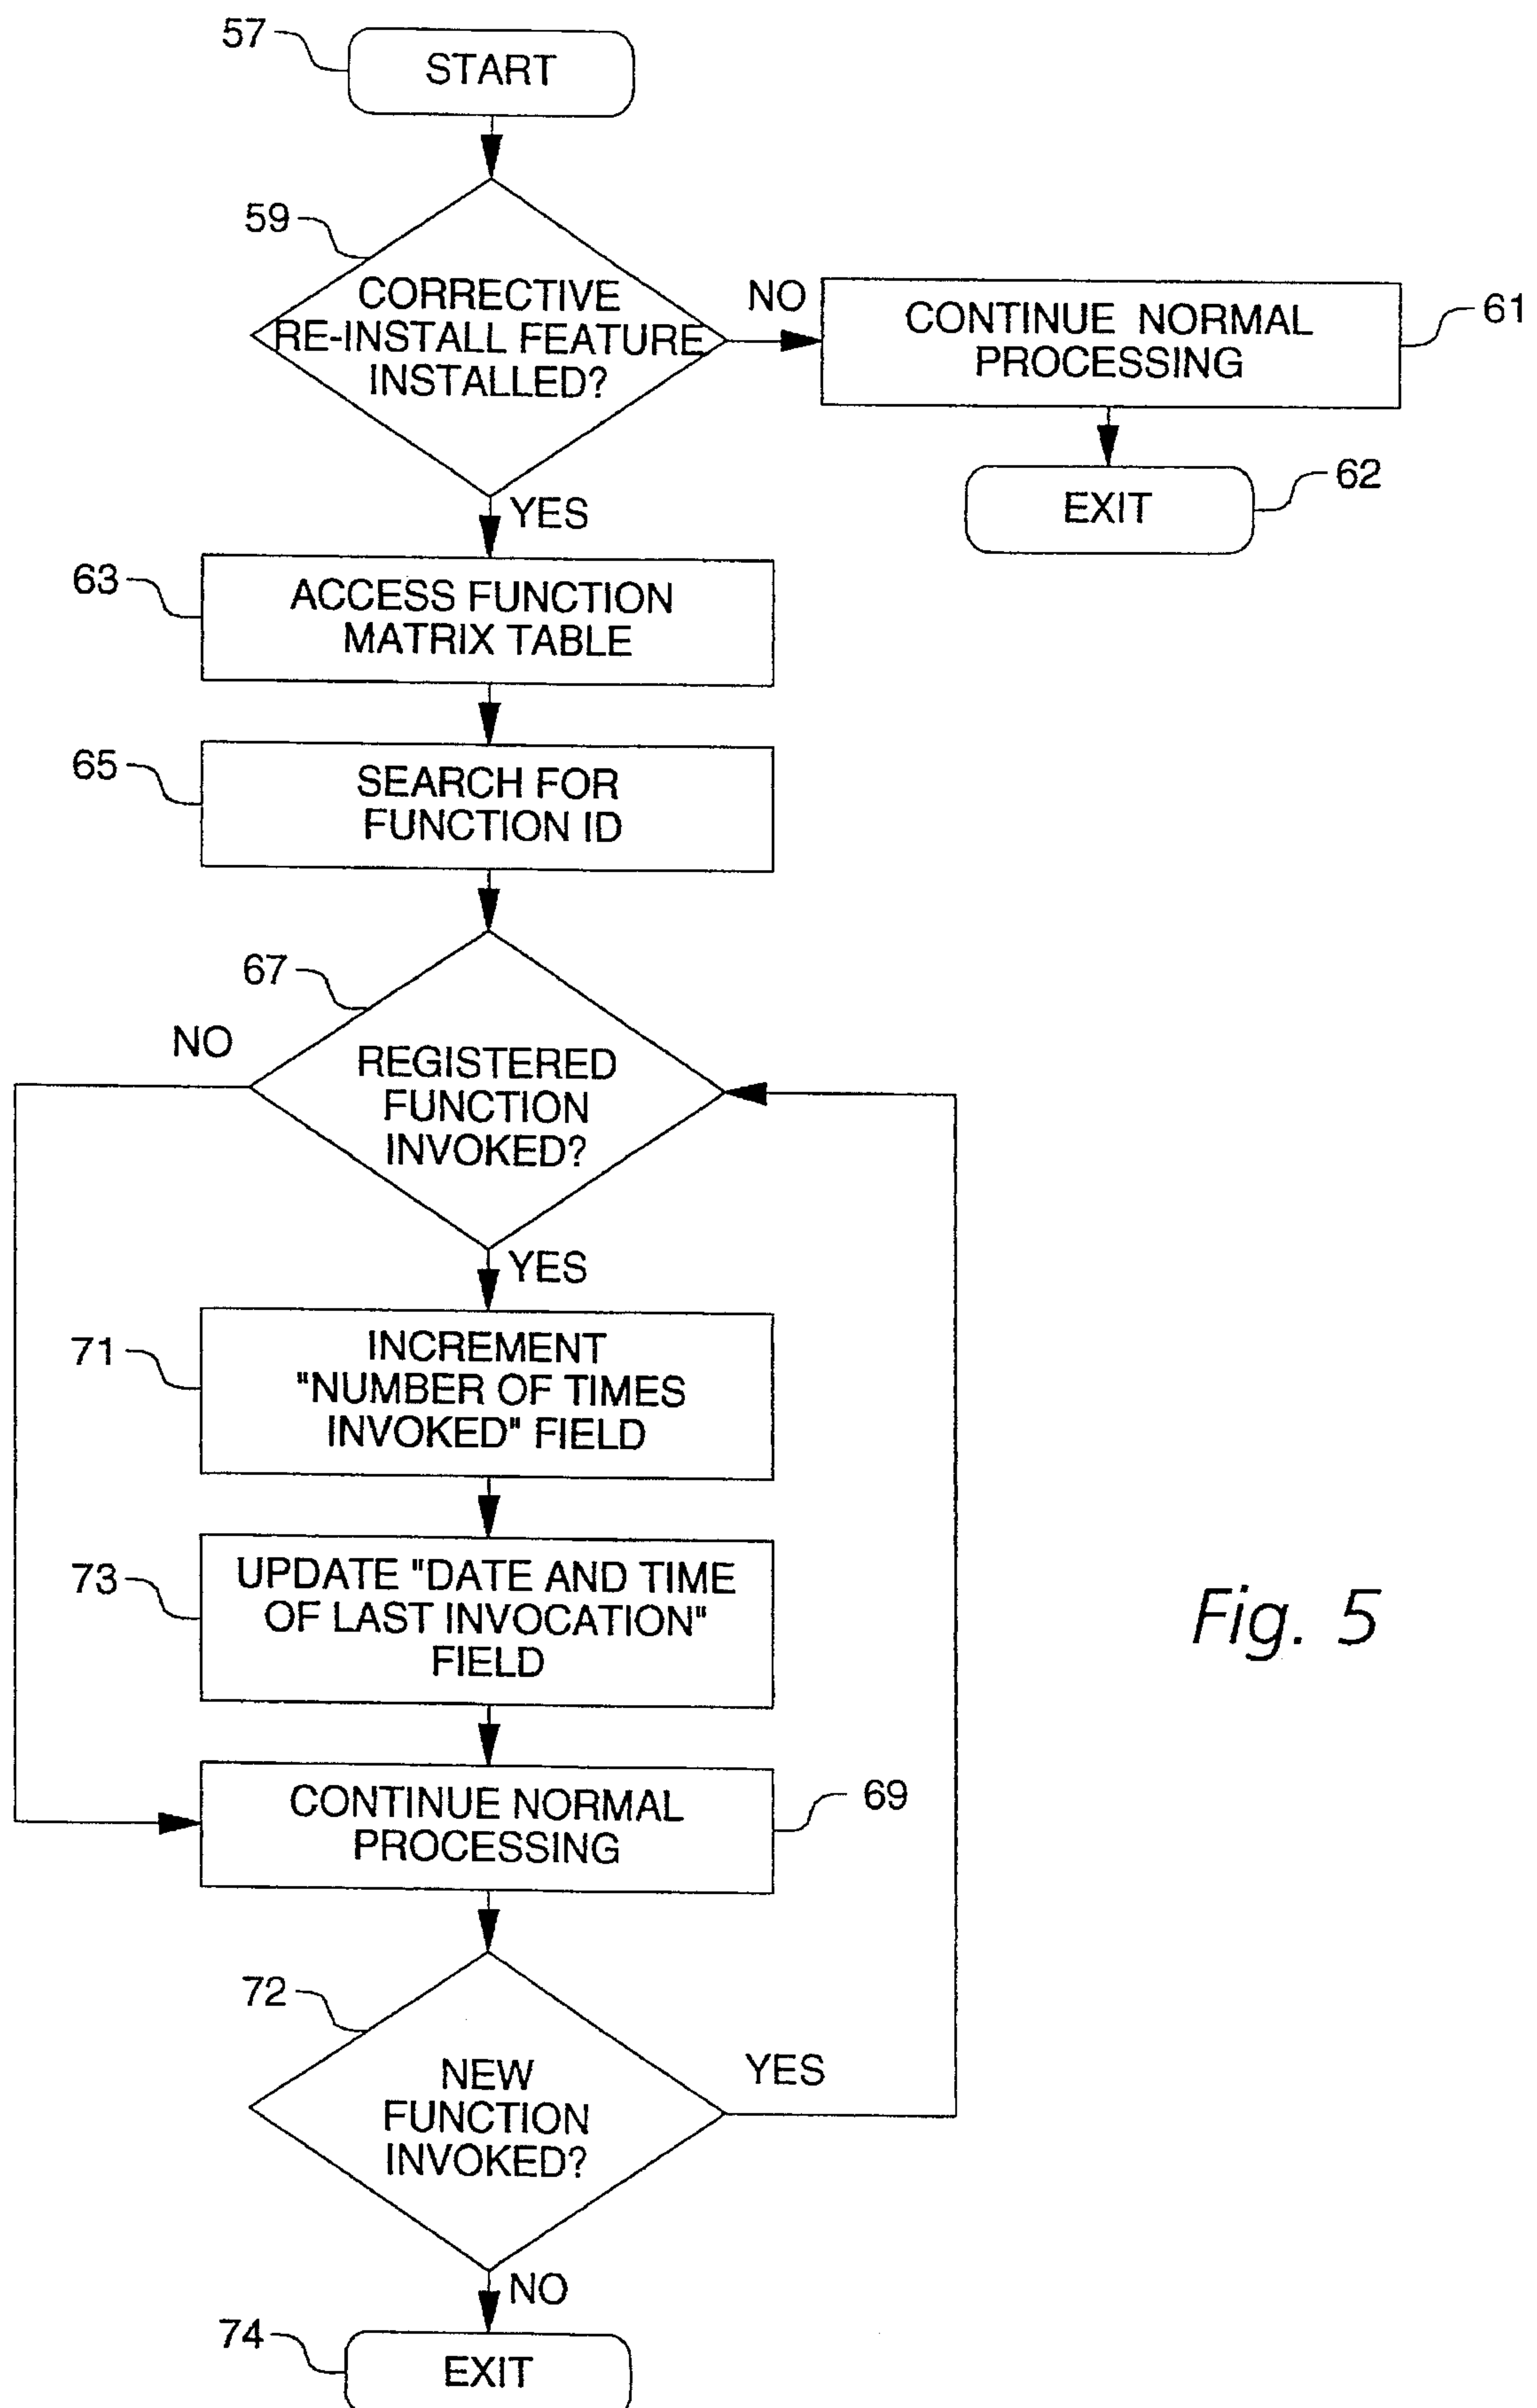 57
START
59
CORRECTIVE
RE-INSTALL FEATURE
INSTALLED?
NO
CONTINUE NORMAL
PROCESSING
61
EXIT
62
YES
63
ACCESS FUNCTION
MATRIX TABLE
65
SEARCH FOR
FUNCTION ID
67
NO
REGISTERED
FUNCTION
INVOKED?
YES
71
INCREMENT
"NUMBER OF TIMES
INVOKED" FIELD
73
UPDATE "DATE AND TIME
OF LAST INVOCATION"
FIELD
Fig. 5
CONTINUE NORMAL
PROCESSING
69
72
NEW
FUNCTION
INVOKED?
YES
NO
74
EXIT